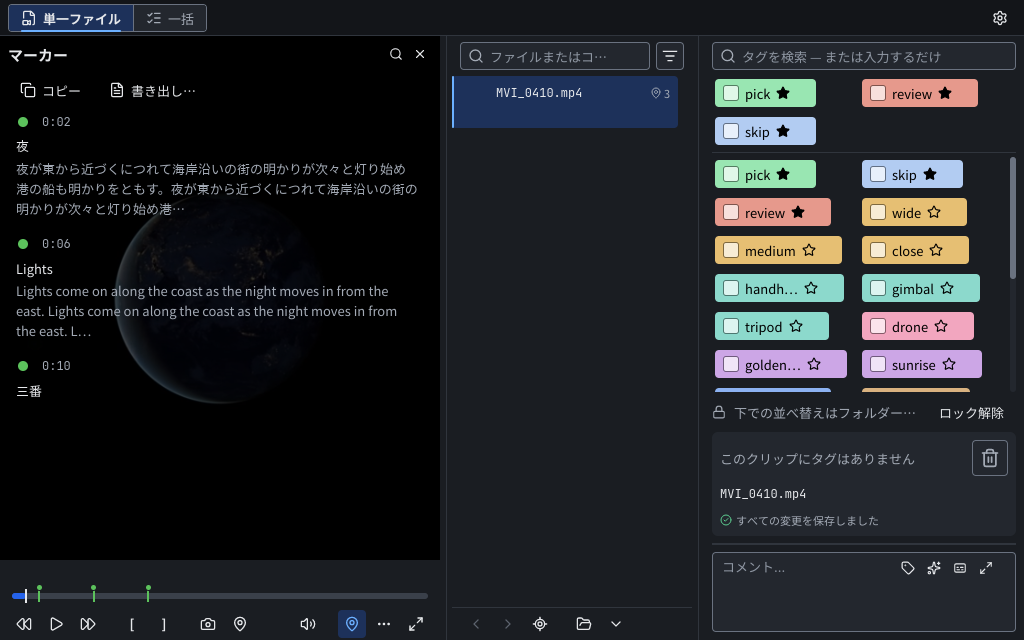 単一ファイル
一括
マーカー
コピー
書き出し…
0:02
夜
夜が東から近づくにつれて海岸沿いの街の明かりが次々と灯り始め
港の船も明かりをともす。夜が東から近づくにつれて海岸沿いの街の
明かりが次々と灯り始め港…
0:06
Lights
Lights come on along the coast as the night moves in from the
east. Lights come on along the coast as the night moves in from
the east. L…
0:10
三番
[
]
ファイルまたはコ…
MVI_0410.mp4
3
タグを検索 — または入力するだけ
pick
review
skip
pick
skip
review
wide
medium
close
handh…
gimbal
tripod
drone
golden…
sunrise
下での並べ替えはフォルダー…
ロック解除
このクリップにタグはありません
MVI_0410.mp4
すべての変更を保存しました
コメント...